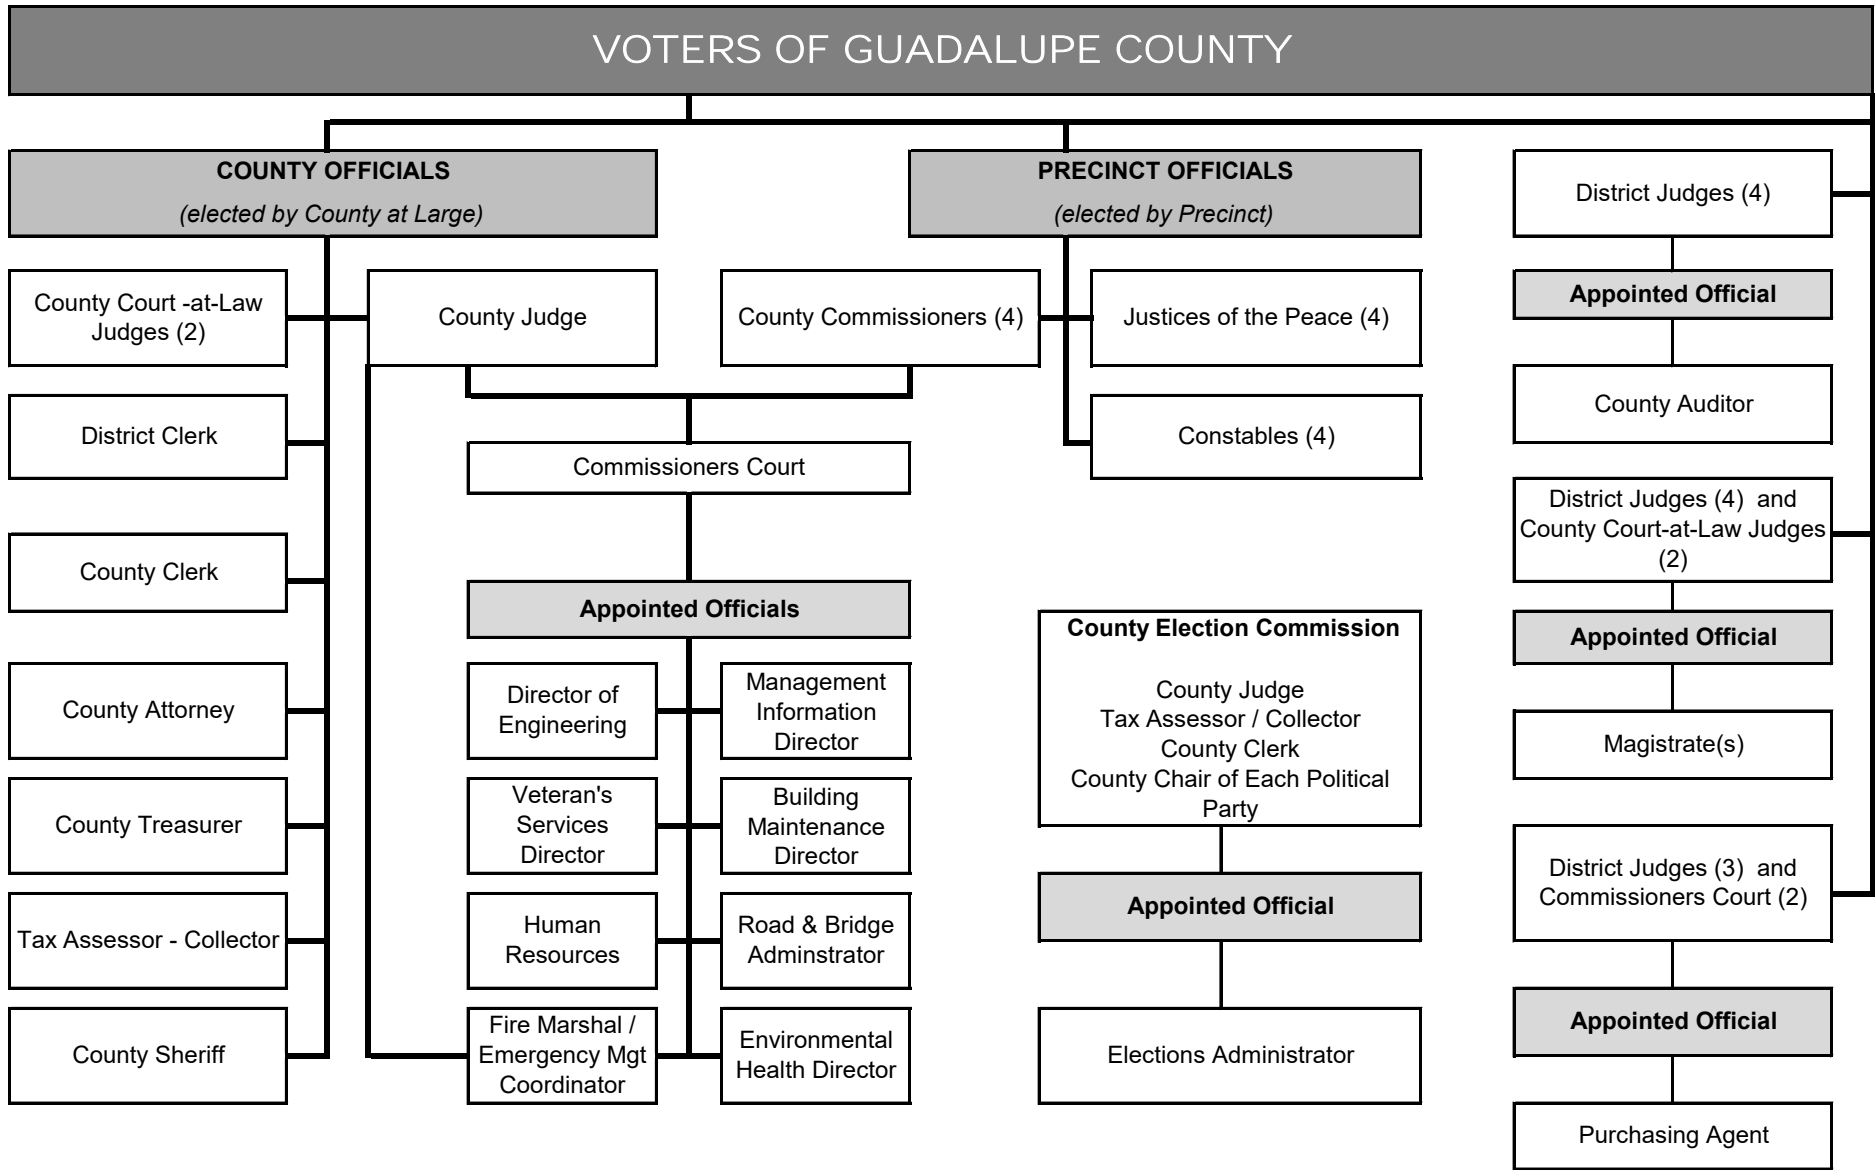 VOTERS OF GUADALUPE COUNTY
COUNTY OFFICIALS
(elected by County at Large)
PRECINCT OFFICIALS
(elected by Precinct)
District Judges (4)
County Court -at-Law
Judges (2)
County Judge
County Commissioners (4)
Justices of the Peace (4)
Appointed Official
County Auditor
District Clerk
Commissioners Court
Constables (4)
District Judges (4) and
County Court-at-Law Judges
(2)
County Clerk
Appointed Officials
County Election Commission
County Judge
Tax Assessor / Collector
County Clerk
County Chair of Each Political
Party
Appointed Official
Magistrate(s)
County Attorney
Director of
Engineering
Management
Information
Director
County Treasurer
Veteran's
Services
Director
Building
Maintenance
Director
District Judges (3) and
Commissioners Court (2)
Tax Assessor - Collector
Human
Resources
Road & Bridge
Adminstrator
Appointed Official
Appointed Official
County Sheriff
Fire Marshal /
Emergency Mgt
Coordinator
Environmental
Health Director
Elections Administrator
Purchasing Agent